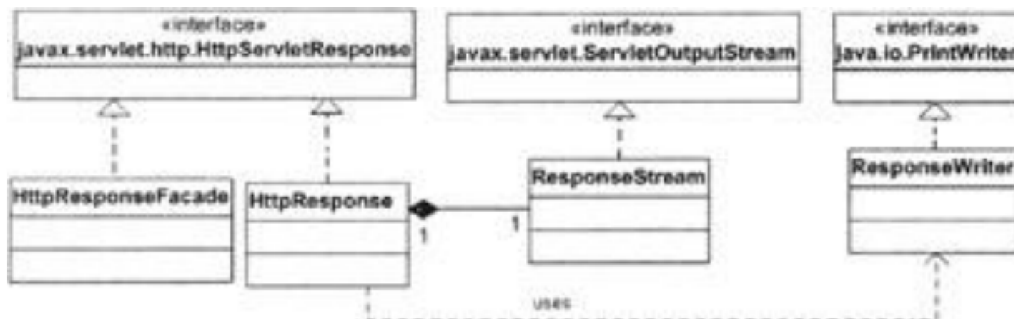 «interface»
javax.servlet.http.HttpServletResponse
«interface»
javax.servlet.ServletOutputStream
«interface»
java.io.PrintWriter
HttpResponseFacade
HttpResponse
ResponseStream
ResponseWriter
1
1
uses